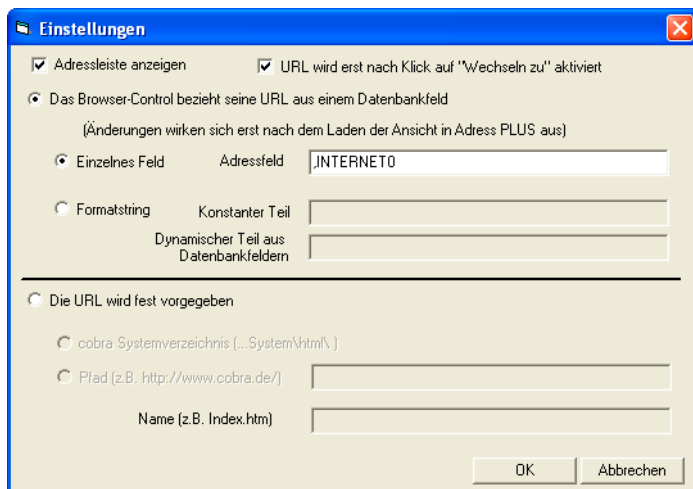 Einstellungen
Adressleiste anzeigen URL wird erst nach Klick auf "Wechseln zu" aktiviert
Das Browser-Control bezieht seine URL aus einem Datenbankfeld
(Änderungen wirken sich erst nach dem Laden der Ansicht in Adress PLUS aus)
Einzelnes Feld Adressfeld ,INTERNET0
Formatstring Konstanter Teil
Dynamischer Teil aus
Datenbankfeldern
Die URL wird fest vorgegeben
cobra Systemverzeichnis (...System\html\ )
Pfad (z.B. http://www.cobra.de/)
Name (z.B. Index.htm)
OK Abbrechen